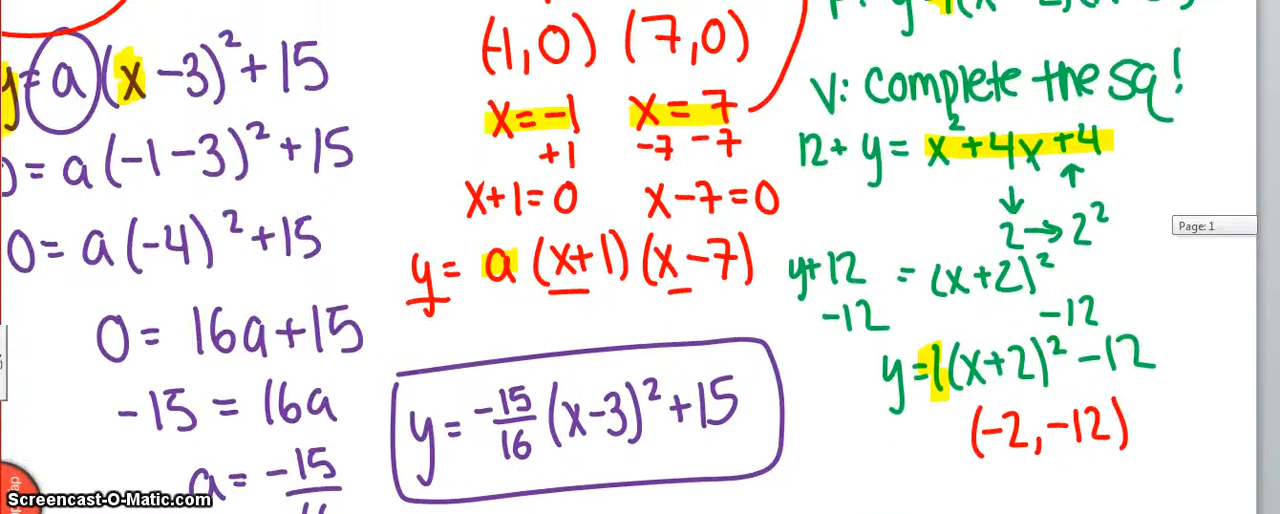 y = a(x - 3)² + 15
0 = a(-1 - 3)² + 15
0 = a(-4)² + 15
0 = 16a + 15
-15 = 16a
a = -15
(-1, 0) (7, 0)
x = -1 x = 7
+1 -7 -7
x + 1 = 0 x - 7 = 0
y = a(x + 1)(x - 7)
y = -15/16 (x - 3)² + 15
V: Complete the sq!
12 + y = x² + 4x + 4
2 → 2²
y + 12 = (x + 2)²
-12 -12
y = 1(x + 2)² - 12
(-2, -12)
Page: 1
Screencast-O-Matic.com